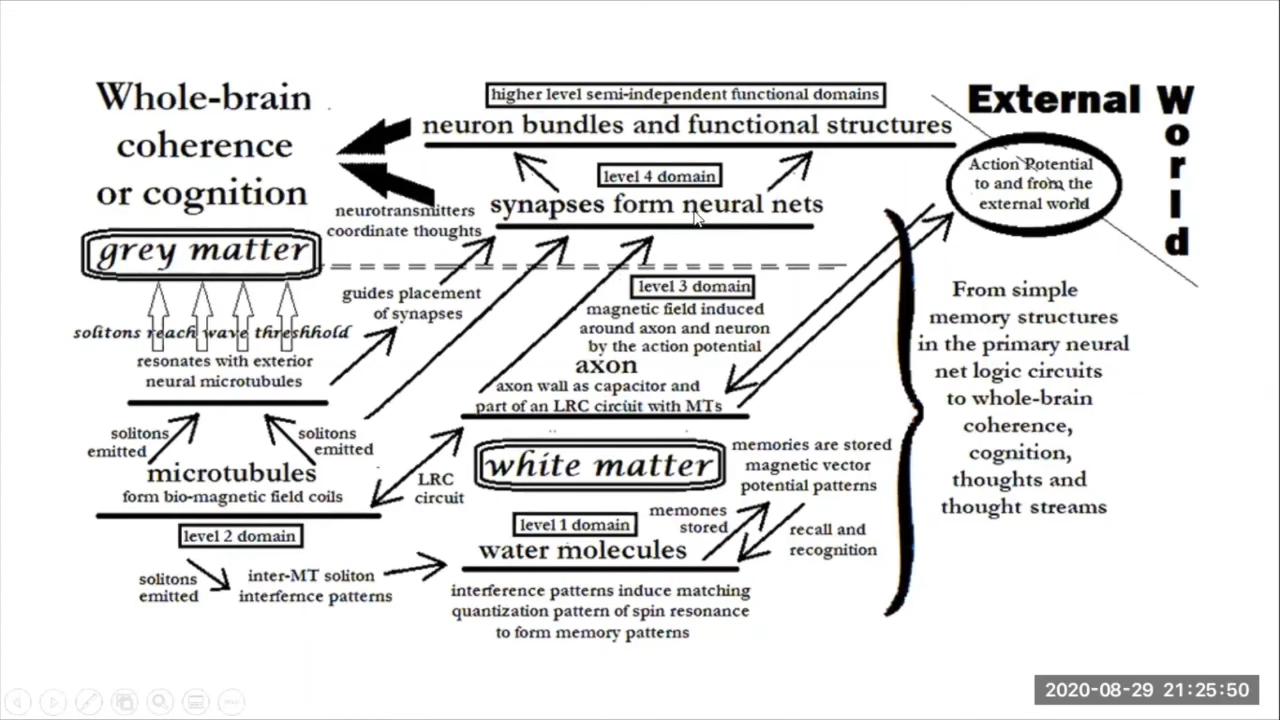 Whole-brain
coherence
or cognition
grey matter
solitons reach wave threshhold
resonates with exterior
neural microtubules
solitons
emitted
solitons
emitted
microtubules
form bio-magnetic field coils
level 2 domain
solitons
emitted
inter-MT soliton
interfernce patterns
higher level semi-independent functional domains
neuron bundles and functional structures
level 4 domain
synapses form neural nets
neurotransmitters
coordinate thoughts
guides placement
of synapses
level 3 domain
magnetic field induced
around axon and neuron
by the action potential
axon
axon wall as capacitor and
part of an LRC circuit with MTs
LRC
circuit
white matter
memories are stored
magnetic vector
potential patterns
memories
stored
recall and
recognition
level 1 domain
water molecules
interference patterns induce matching
quantization pattern of spin resonance
to form memory patterns
External World
Action Potential
to and from the
external world
From simple
memory structures
in the primary neural
net logic circuits
to whole-brain
coherence,
cognition,
thoughts and
thought streams
2020-08-29 21:25:50